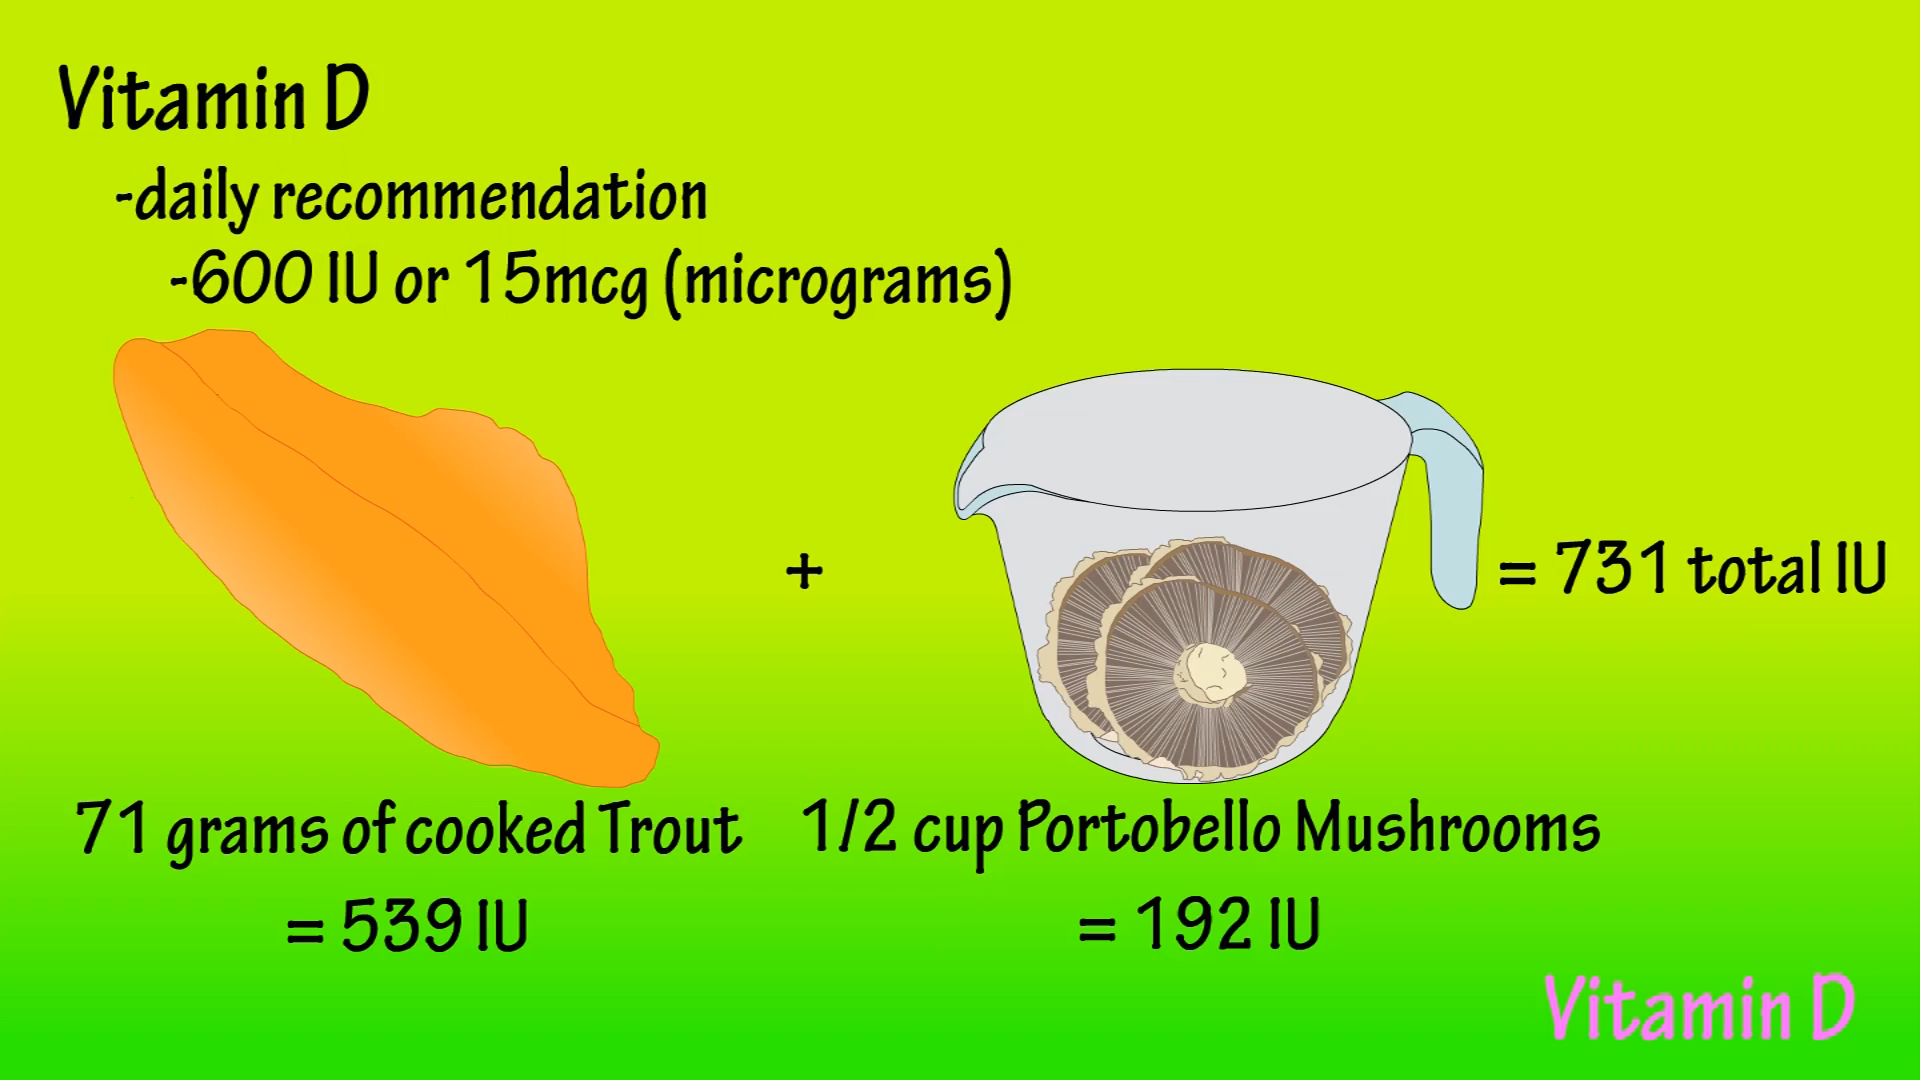 Vitamin D
-daily recommendation
-600 IU or 15mcg (micrograms)
+
= 731 total IU
71 grams of cooked Trout
= 539 IU
1/2 cup Portobello Mushrooms
= 192 IU
Vitamin D